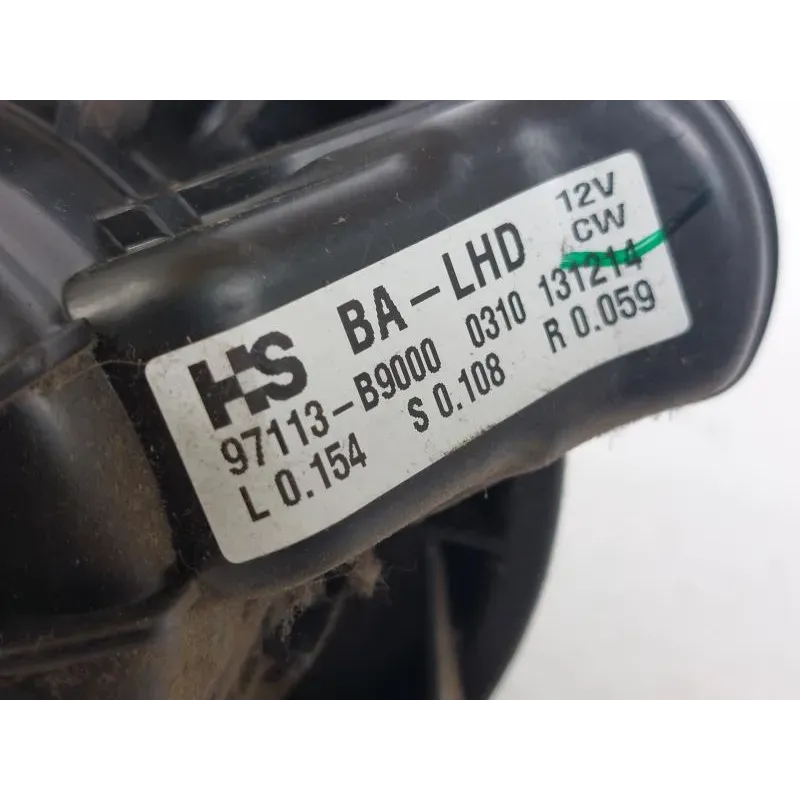 HS BA-LHD 12V
CW
97113-B9000 0310 131214
L 0.154 S 0.108 R 0.059